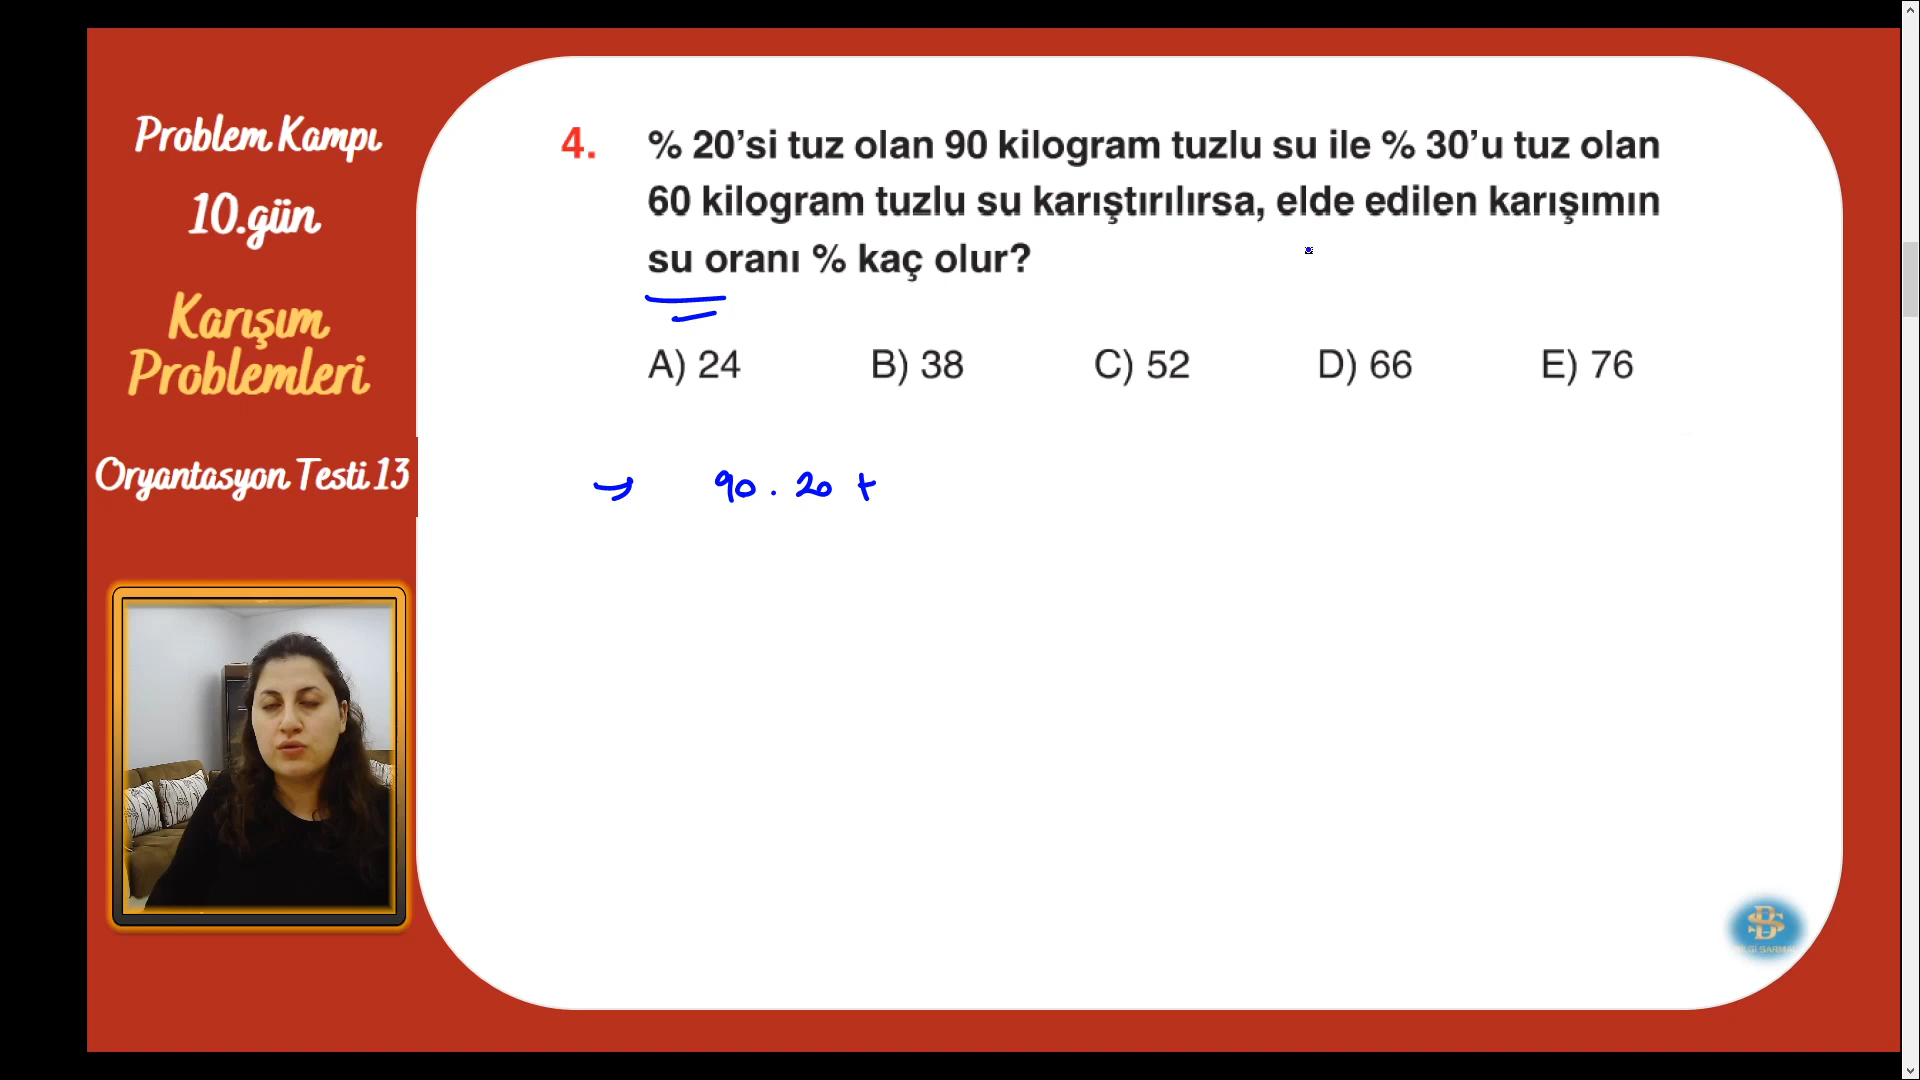 Problem Kampı
10.gün
Karışım
Problemleri
Oryantasyon Testi 13
4. % 20’si tuz olan 90 kilogram tuzlu su ile % 30’u tuz olan
60 kilogram tuzlu su karıştırılırsa, elde edilen karışımın
su oranı % kaç olur?
A) 24 B) 38 C) 52 D) 66 E) 76
→ 90 . 20 +
BS